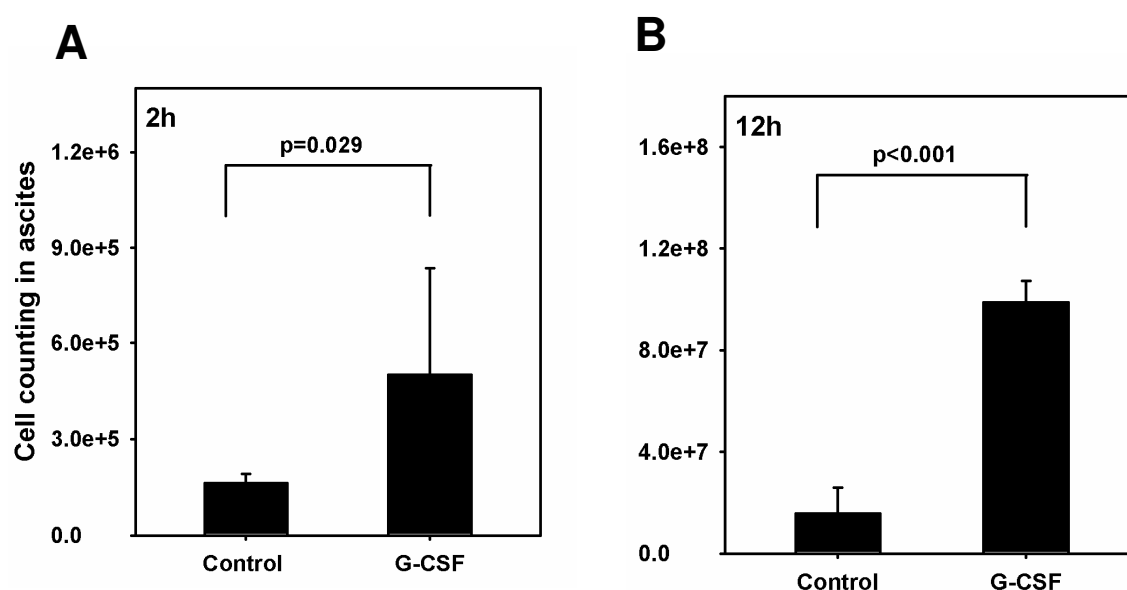 A
2h
p=0.029
Cell counting in ascites
1.2e+6
9.0e+5
6.0e+5
3.0e+5
0.0
Control
G-CSF
B
12h
p<0.001
1.6e+8
1.2e+8
8.0e+7
4.0e+7
0.0
Control
G-CSF